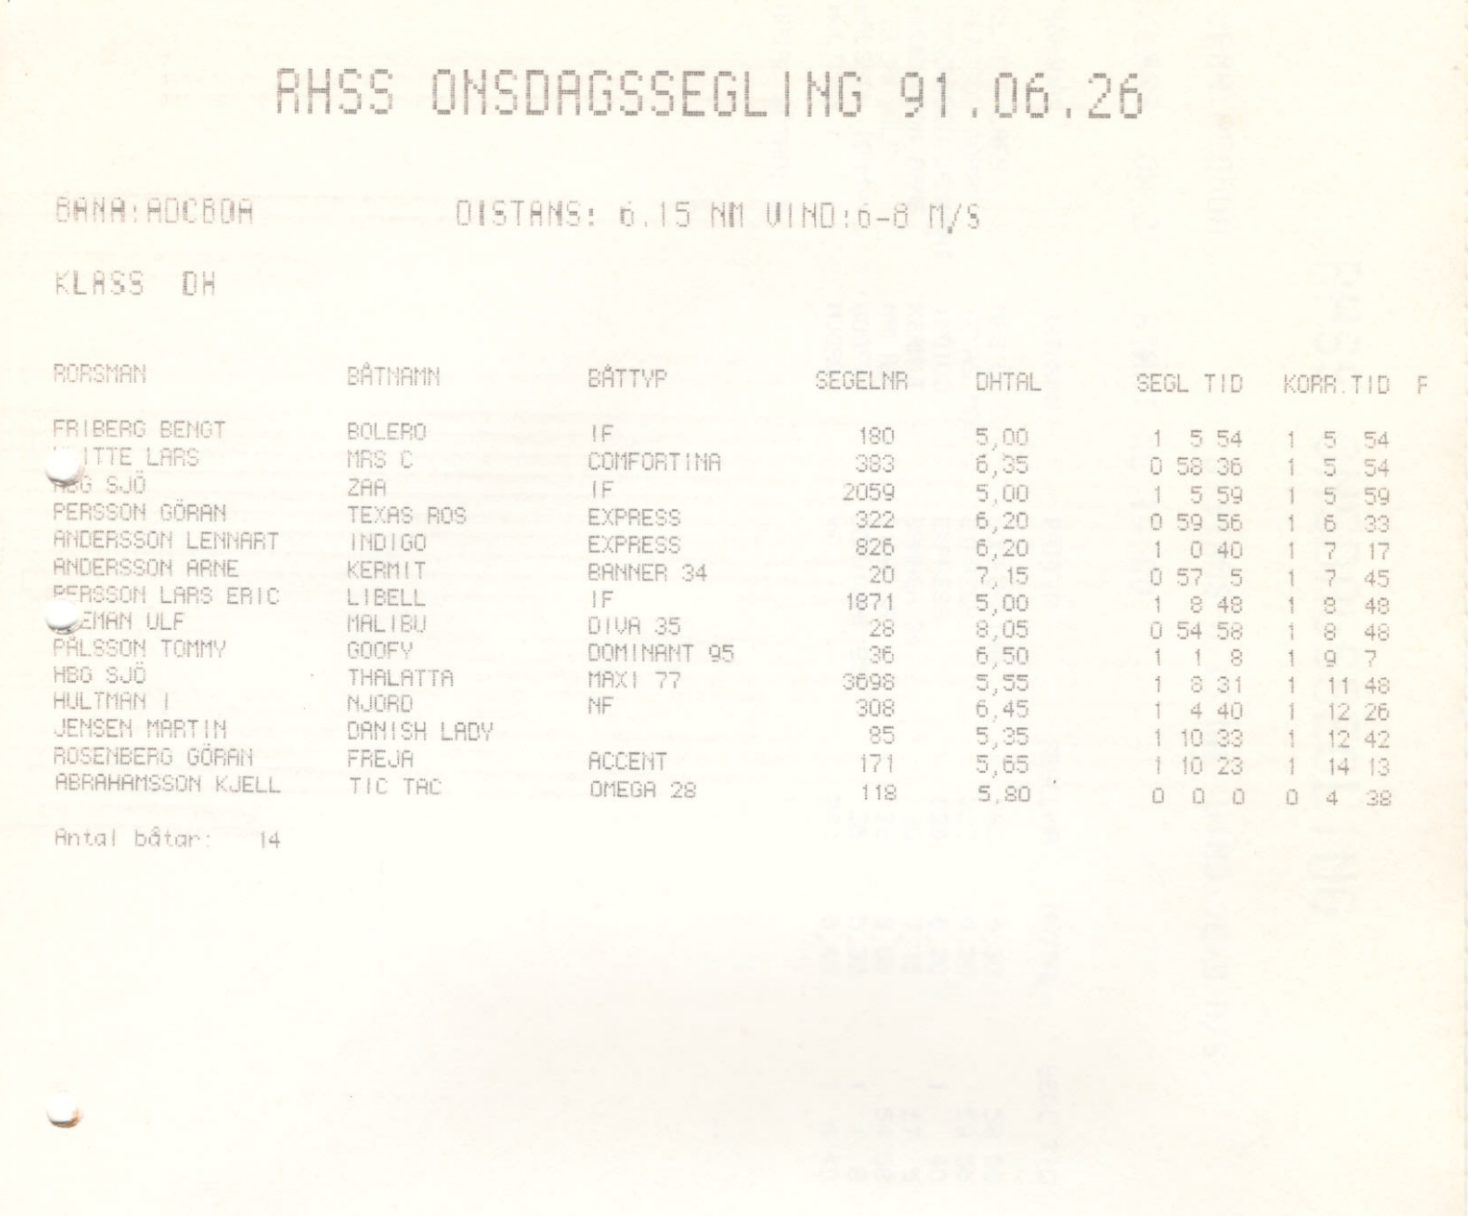 RHSS ONSDAGSSEGLING 91.06.26
BANA:ADCBDA DISTANS: 6.15 NM VIND:6-8 M/S
KLASS DH
RORSMAN BÅTNAMN BÅTTYP SEGELNR DHTAL SEGL TID KORR.TID F
FRIBERG BENGT BOLERO IF 180 5,00 1 5 54 1 5 54
LARS MRS C COMFORTINA 383 6,35 0 58 36 1 5 54
HBG SJÖ ZAA IF 2059 5,00 1 5 59 1 5 59
PERSSON GÖRAN TEXAS ROS EXPRESS 322 6,20 0 59 56 1 6 33
ANDERSSON LENNART INDIGO EXPRESS 826 6,20 1 0 40 1 7 17
ANDERSSON ARNE KERMIT BANNER 34 20 7,15 0 57 5 1 7 45
PERSSON LARS ERIC LIBELL IF 1871 5,00 1 8 48 1 8 48
ULF MALIBU DIVA 35 28 8,05 0 54 58 1 8 48
PÅLSSON TOMMY GOOFY DOMINANT 95 36 6,50 1 1 8 1 9 7
HBG SJÖ THALATTA MAXI 77 3698 5,55 1 8 31 1 11 48
HULTMAN I NJORD NF 308 6,45 1 4 40 1 12 26
JENSEN MARTIN DANISH LADY 85 5,35 1 10 33 1 12 42
ROSENBERG GÖRAN FREJA ACCENT 171 5,65 1 10 23 1 14 13
ABRAHAMSSON KJELL TIC TAC OMEGA 28 118 5,80 0 0 0 0 4 38
Antal båtar: 14